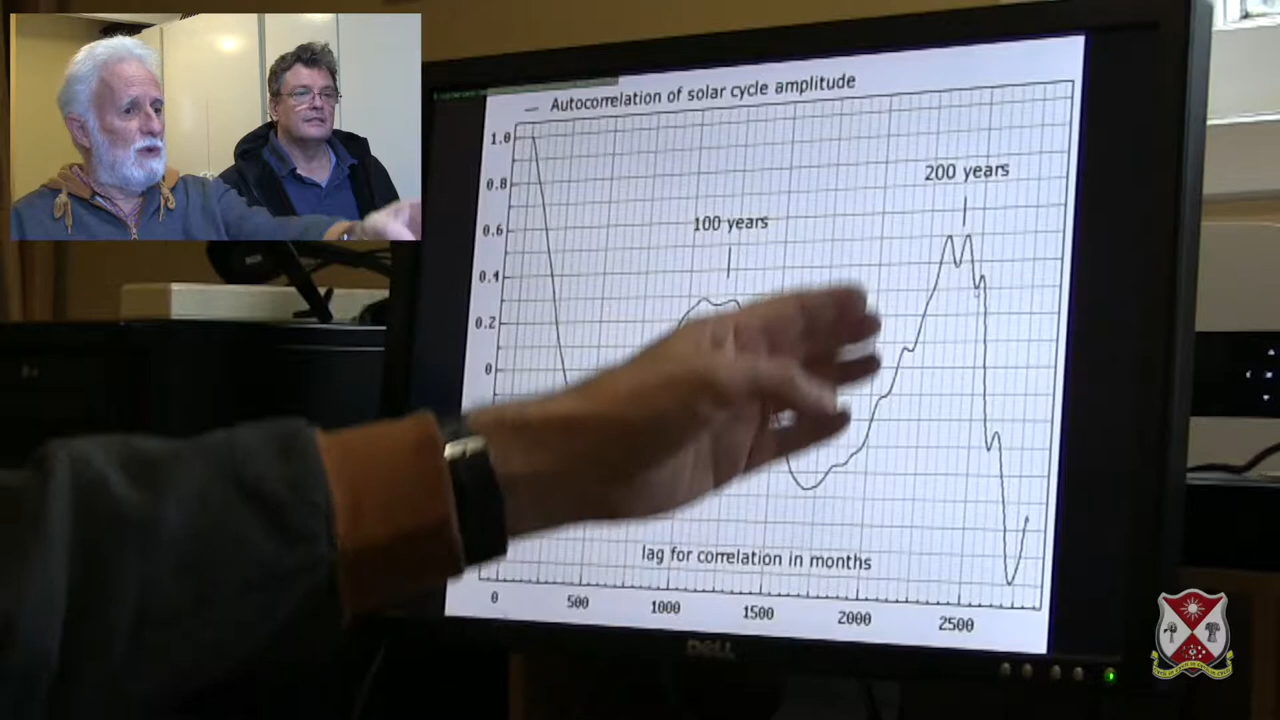 Autocorrelation of solar cycle amplitude
1.0
200 years
0.8
100 years
0.6
0.4
0.2
0
lag for correlation in months
0 500 1000 1500 2000 2500
DELL